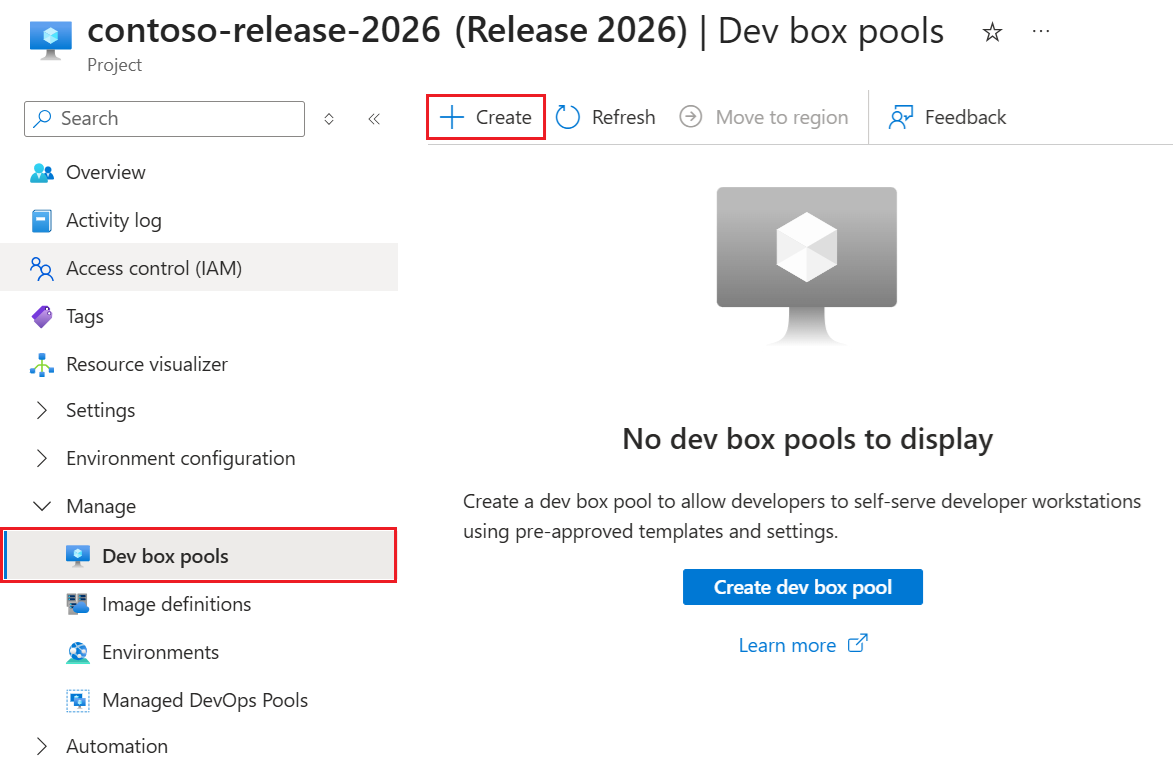 contoso-release-2026 (Release 2026) | Dev box pools
Project
Search
Create
Refresh
Move to region
Feedback
Overview
Activity log
Access control (IAM)
Tags
Resource visualizer
Settings
Environment configuration
Manage
Dev box pools
Image definitions
Environments
Managed DevOps Pools
Automation
No dev box pools to display
Create a dev box pool to allow developers to self-serve developer workstations
using pre-approved templates and settings.
Create dev box pool
Learn more